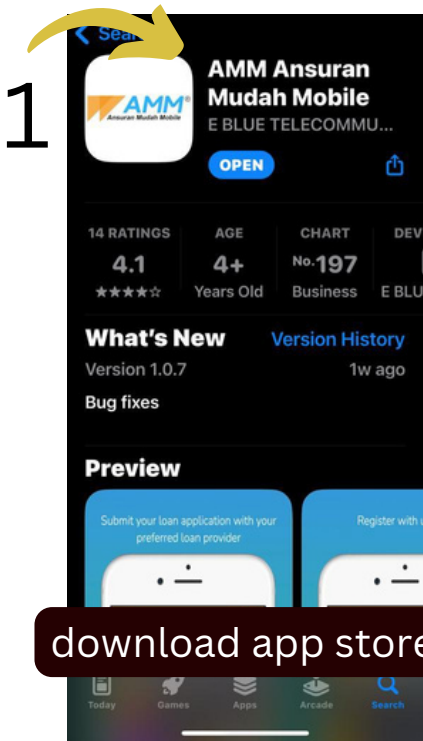 1
Sear
AMM®
Ansuran Mudah Mobile
AMM Ansuran
Mudah Mobile
E BLUE TELECOMMU...
OPEN
14 RATINGS
AGE
CHART
DEV
4.1
4+
No.197
★★★★☆
Years Old
Business
E BLU
What's New
Version History
Version 1.0.7
1w ago
Bug fixes
Preview
Submit your loan application with your
preferred loan provider
Register with u
download app store
Today
Games
Apps
Arcade
Search